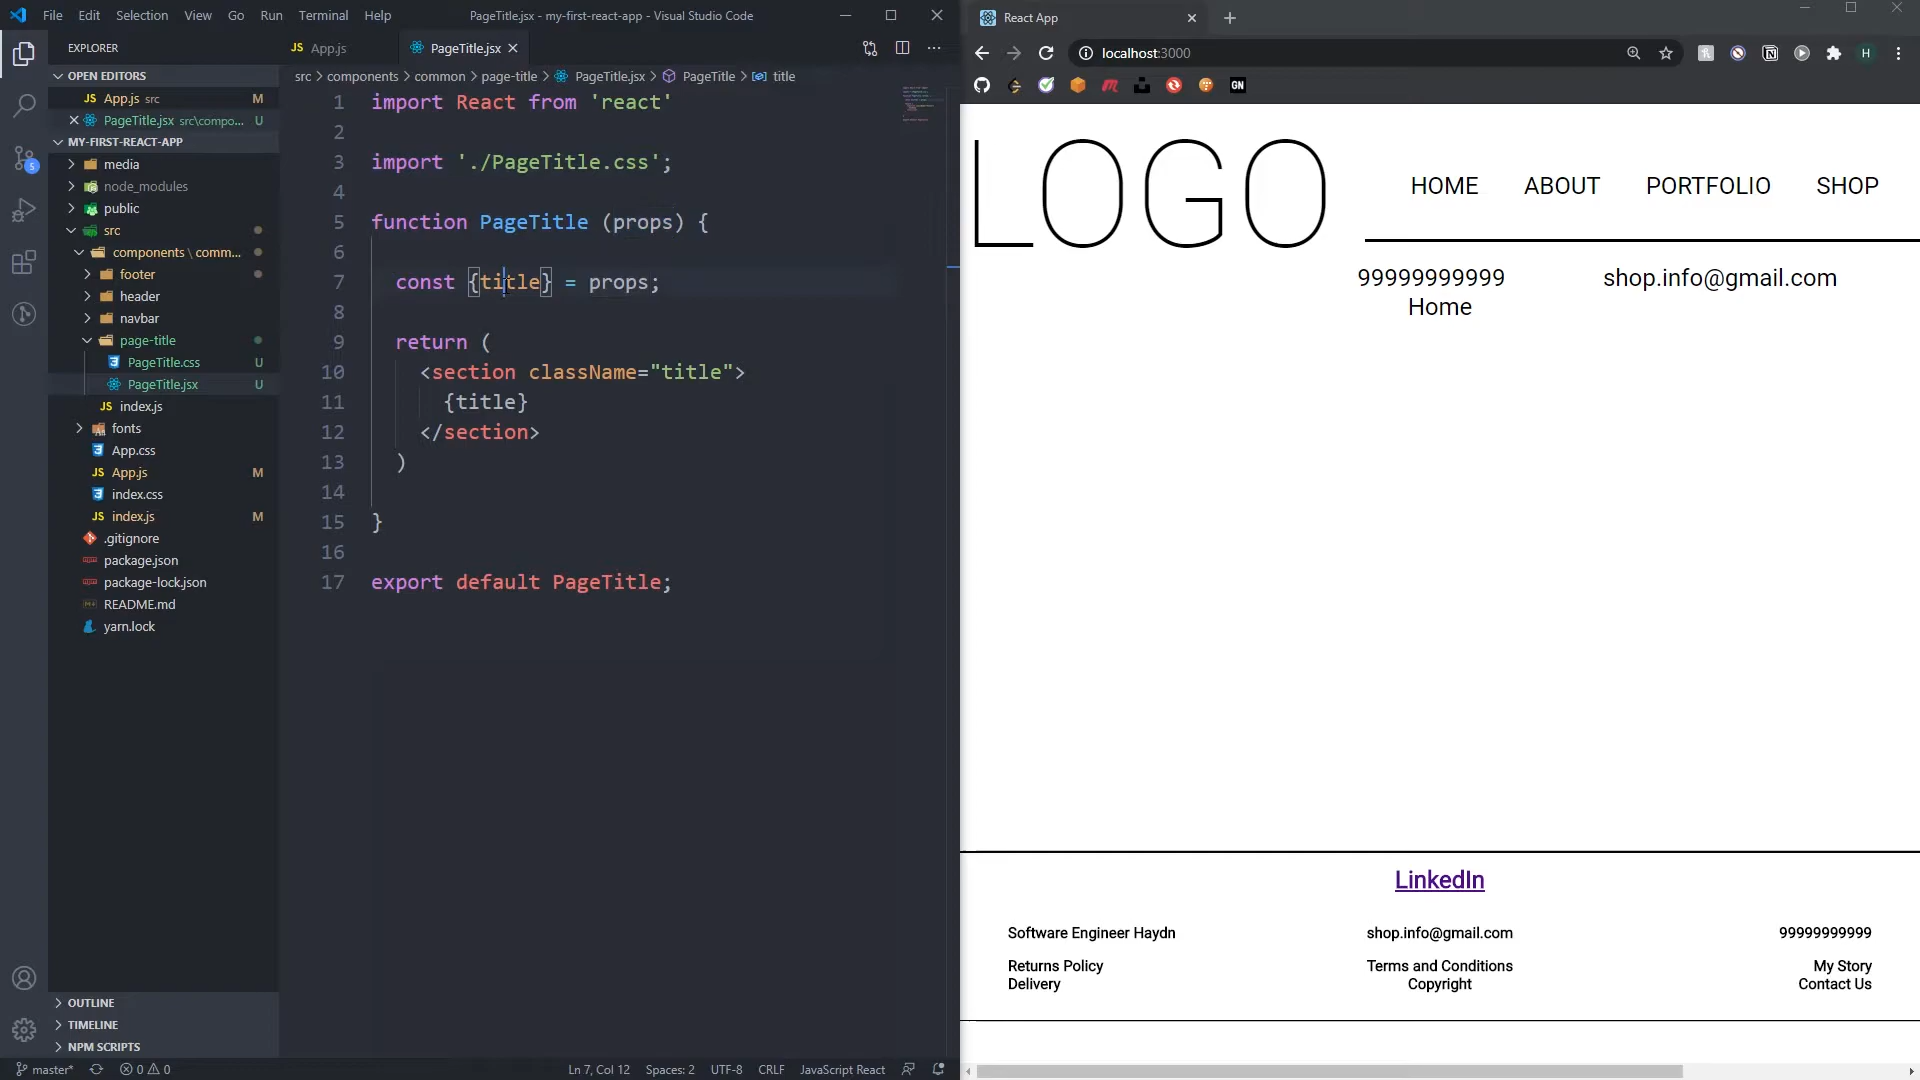 File Edit Selection View Go Run Terminal Help
PageTitle.jsx - my-first-react-app - Visual Studio Code
EXPLORER
OPEN EDITORS
JS App.js src M
PageTitle.jsx src\compo... U
MY-FIRST-REACT-APP
media
node_modules
public
src
components \ comm...
footer
header
navbar
page-title
PageTitle.css U
PageTitle.jsx U
JS index.js
fonts
App.css
JS App.js M
index.css
JS index.js M
.gitignore
package.json
package-lock.json
README.md
yarn.lock
OUTLINE
TIMELINE
NPM SCRIPTS
5
JS App.js
PageTitle.jsx
src > components > common > page-title > PageTitle.jsx > PageTitle > title
1 import React from 'react'
2
3 import './PageTitle.css';
4
5 function PageTitle (props) {
6
7 const {title} = props;
8
9 return (
10 <section className="title">
11 {title}
12 </section>
13 )
14
15 }
16
17 export default PageTitle;
master* 0 0
Ln 7, Col 12 Spaces: 2 UTF-8 CRLF JavaScript React
React App
localhost:3000
H
GN
LOGO
HOME ABOUT PORTFOLIO SHOP
99999999999 shop.info@gmail.com
Home
LinkedIn
Software Engineer Haydn shop.info@gmail.com 99999999999
Returns Policy Terms and Conditions My Story
Delivery Copyright Contact Us